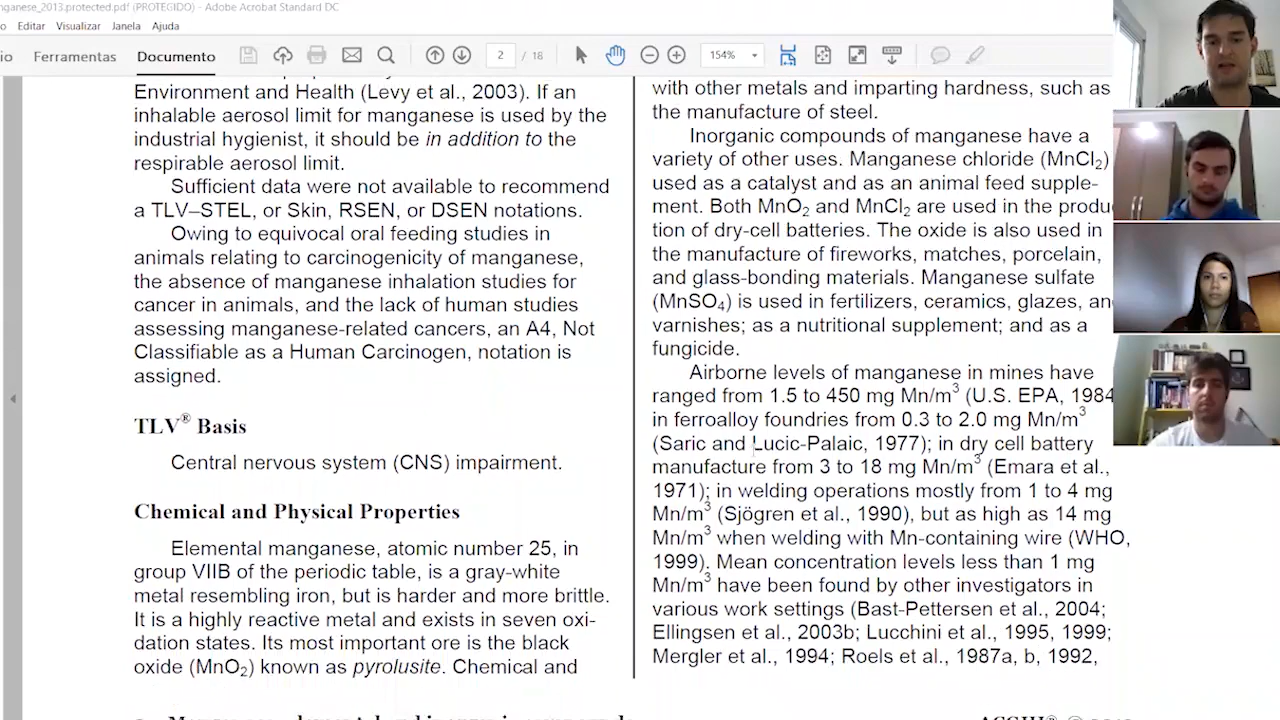 nganese_2013.protected.pdf (PROTEGIDO) - Adobe Acrobat Standard DC
Editar Visualizar Janela Ajuda
io Ferramentas Documento 2 / 18 154%
Environment and Health (Levy et al., 2003). If an
inhalable aerosol limit for manganese is used by the
industrial hygienist, it should be in addition to the
respirable aerosol limit.
Sufficient data were not available to recommend
a TLV–STEL, or Skin, RSEN, or DSEN notations.
Owing to equivocal oral feeding studies in
animals relating to carcinogenicity of manganese,
the absence of manganese inhalation studies for
cancer in animals, and the lack of human studies
assessing manganese-related cancers, an A4, Not
Classifiable as a Human Carcinogen, notation is
assigned.
TLV® Basis
Central nervous system (CNS) impairment.
Chemical and Physical Properties
Elemental manganese, atomic number 25, in
group VIIB of the periodic table, is a gray-white
metal resembling iron, but is harder and more brittle.
It is a highly reactive metal and exists in seven oxi-
dation states. Its most important ore is the black
oxide (MnO2) known as pyrolusite. Chemical and
with other metals and imparting hardness, such as
the manufacture of steel.
Inorganic compounds of manganese have a
variety of other uses. Manganese chloride (MnCl2)
used as a catalyst and as an animal feed supple-
ment. Both MnO2 and MnCl2 are used in the produ
tion of dry-cell batteries. The oxide is also used in
the manufacture of fireworks, matches, porcelain,
and glass-bonding materials. Manganese sulfate
(MnSO4) is used in fertilizers, ceramics, glazes, an
varnishes; as a nutritional supplement; and as a
fungicide.
Airborne levels of manganese in mines have
ranged from 1.5 to 450 mg Mn/m3 (U.S. EPA, 1984
in ferroalloy foundries from 0.3 to 2.0 mg Mn/m3
(Saric and Lucic-Palaic, 1977); in dry cell battery
manufacture from 3 to 18 mg Mn/m3 (Emara et al.,
1971); in welding operations mostly from 1 to 4 mg
Mn/m3 (Sjögren et al., 1990), but as high as 14 mg
Mn/m3 when welding with Mn-containing wire (WHO,
1999). Mean concentration levels less than 1 mg
Mn/m3 have been found by other investigators in
various work settings (Bast-Pettersen et al., 2004;
Ellingsen et al., 2003b; Lucchini et al., 1995, 1999;
Mergler et al., 1994; Roels et al., 1987a, b, 1992,